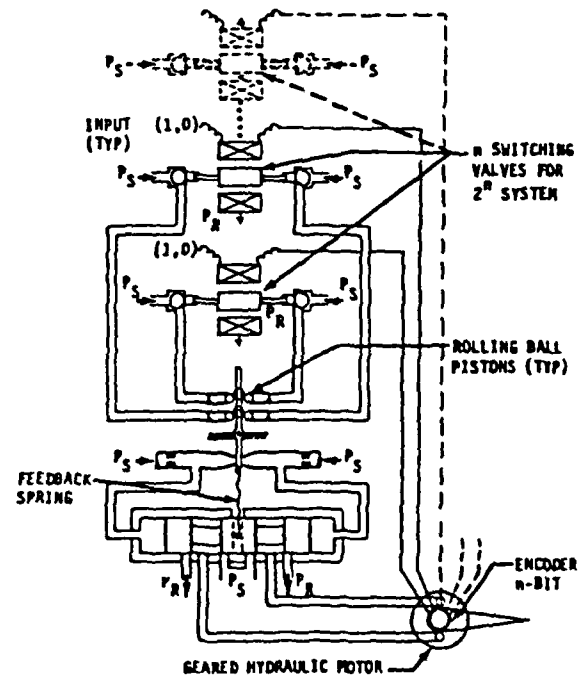 P_S P_S
INPUT (1,0)
(TYP)
n SWITCHING
VALVES FOR
2^n SYSTEM
P_S P_S
P_R
(1,0)
P_S P_S
P_R
ROLLING BALL
PISTONS (TYP)
P_S P_S
FEEDBACK
SPRING
P_R P_S P_R
ENCODER
n-BIT
GEARED HYDRAULIC MOTOR